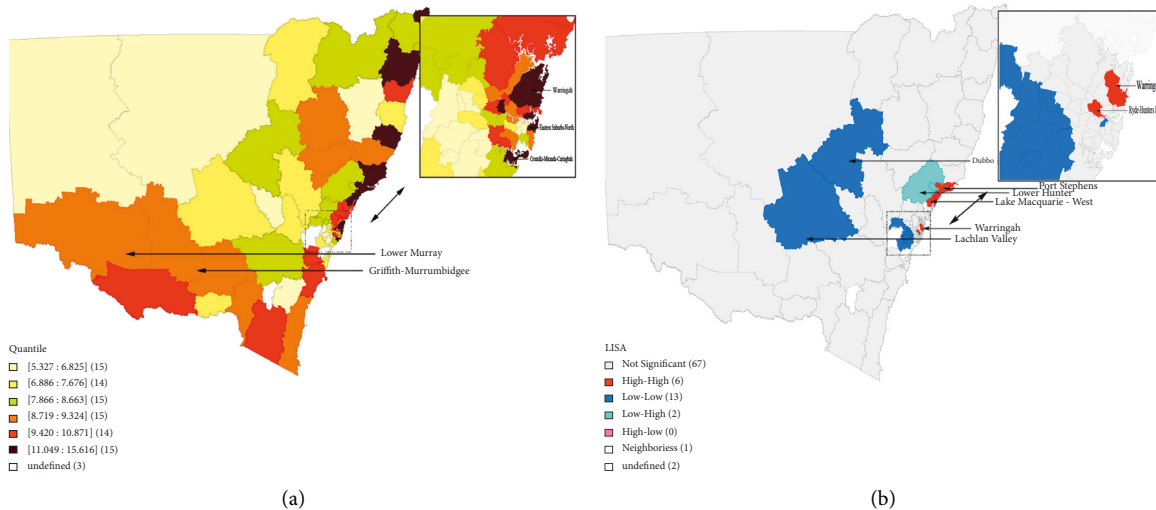 Warringah
Eastern Suburbs-North
Cronulla-Miranda-Caringbah
Lower Murray
Griffith-Murrumbidgee
Quantile
[5.327 : 6.825] (15)
[6.886 : 7.676] (14)
[7.866 : 8.663] (15)
[8.719 : 9.324] (15)
[9.420 : 10.871] (14)
[11.049 : 15.616] (15)
undefined (3)
(a)
Warring
Ryde-Hunters
Dubbo
Port Stephens
Lower Hunter
Lake Macquarie - West
Warringah
Lachlan Valley
LISA
Not Significant (67)
High-High (6)
Low-Low (13)
Low-High (2)
High-low (0)
Neighboriess (1)
undefined (2)
(b)